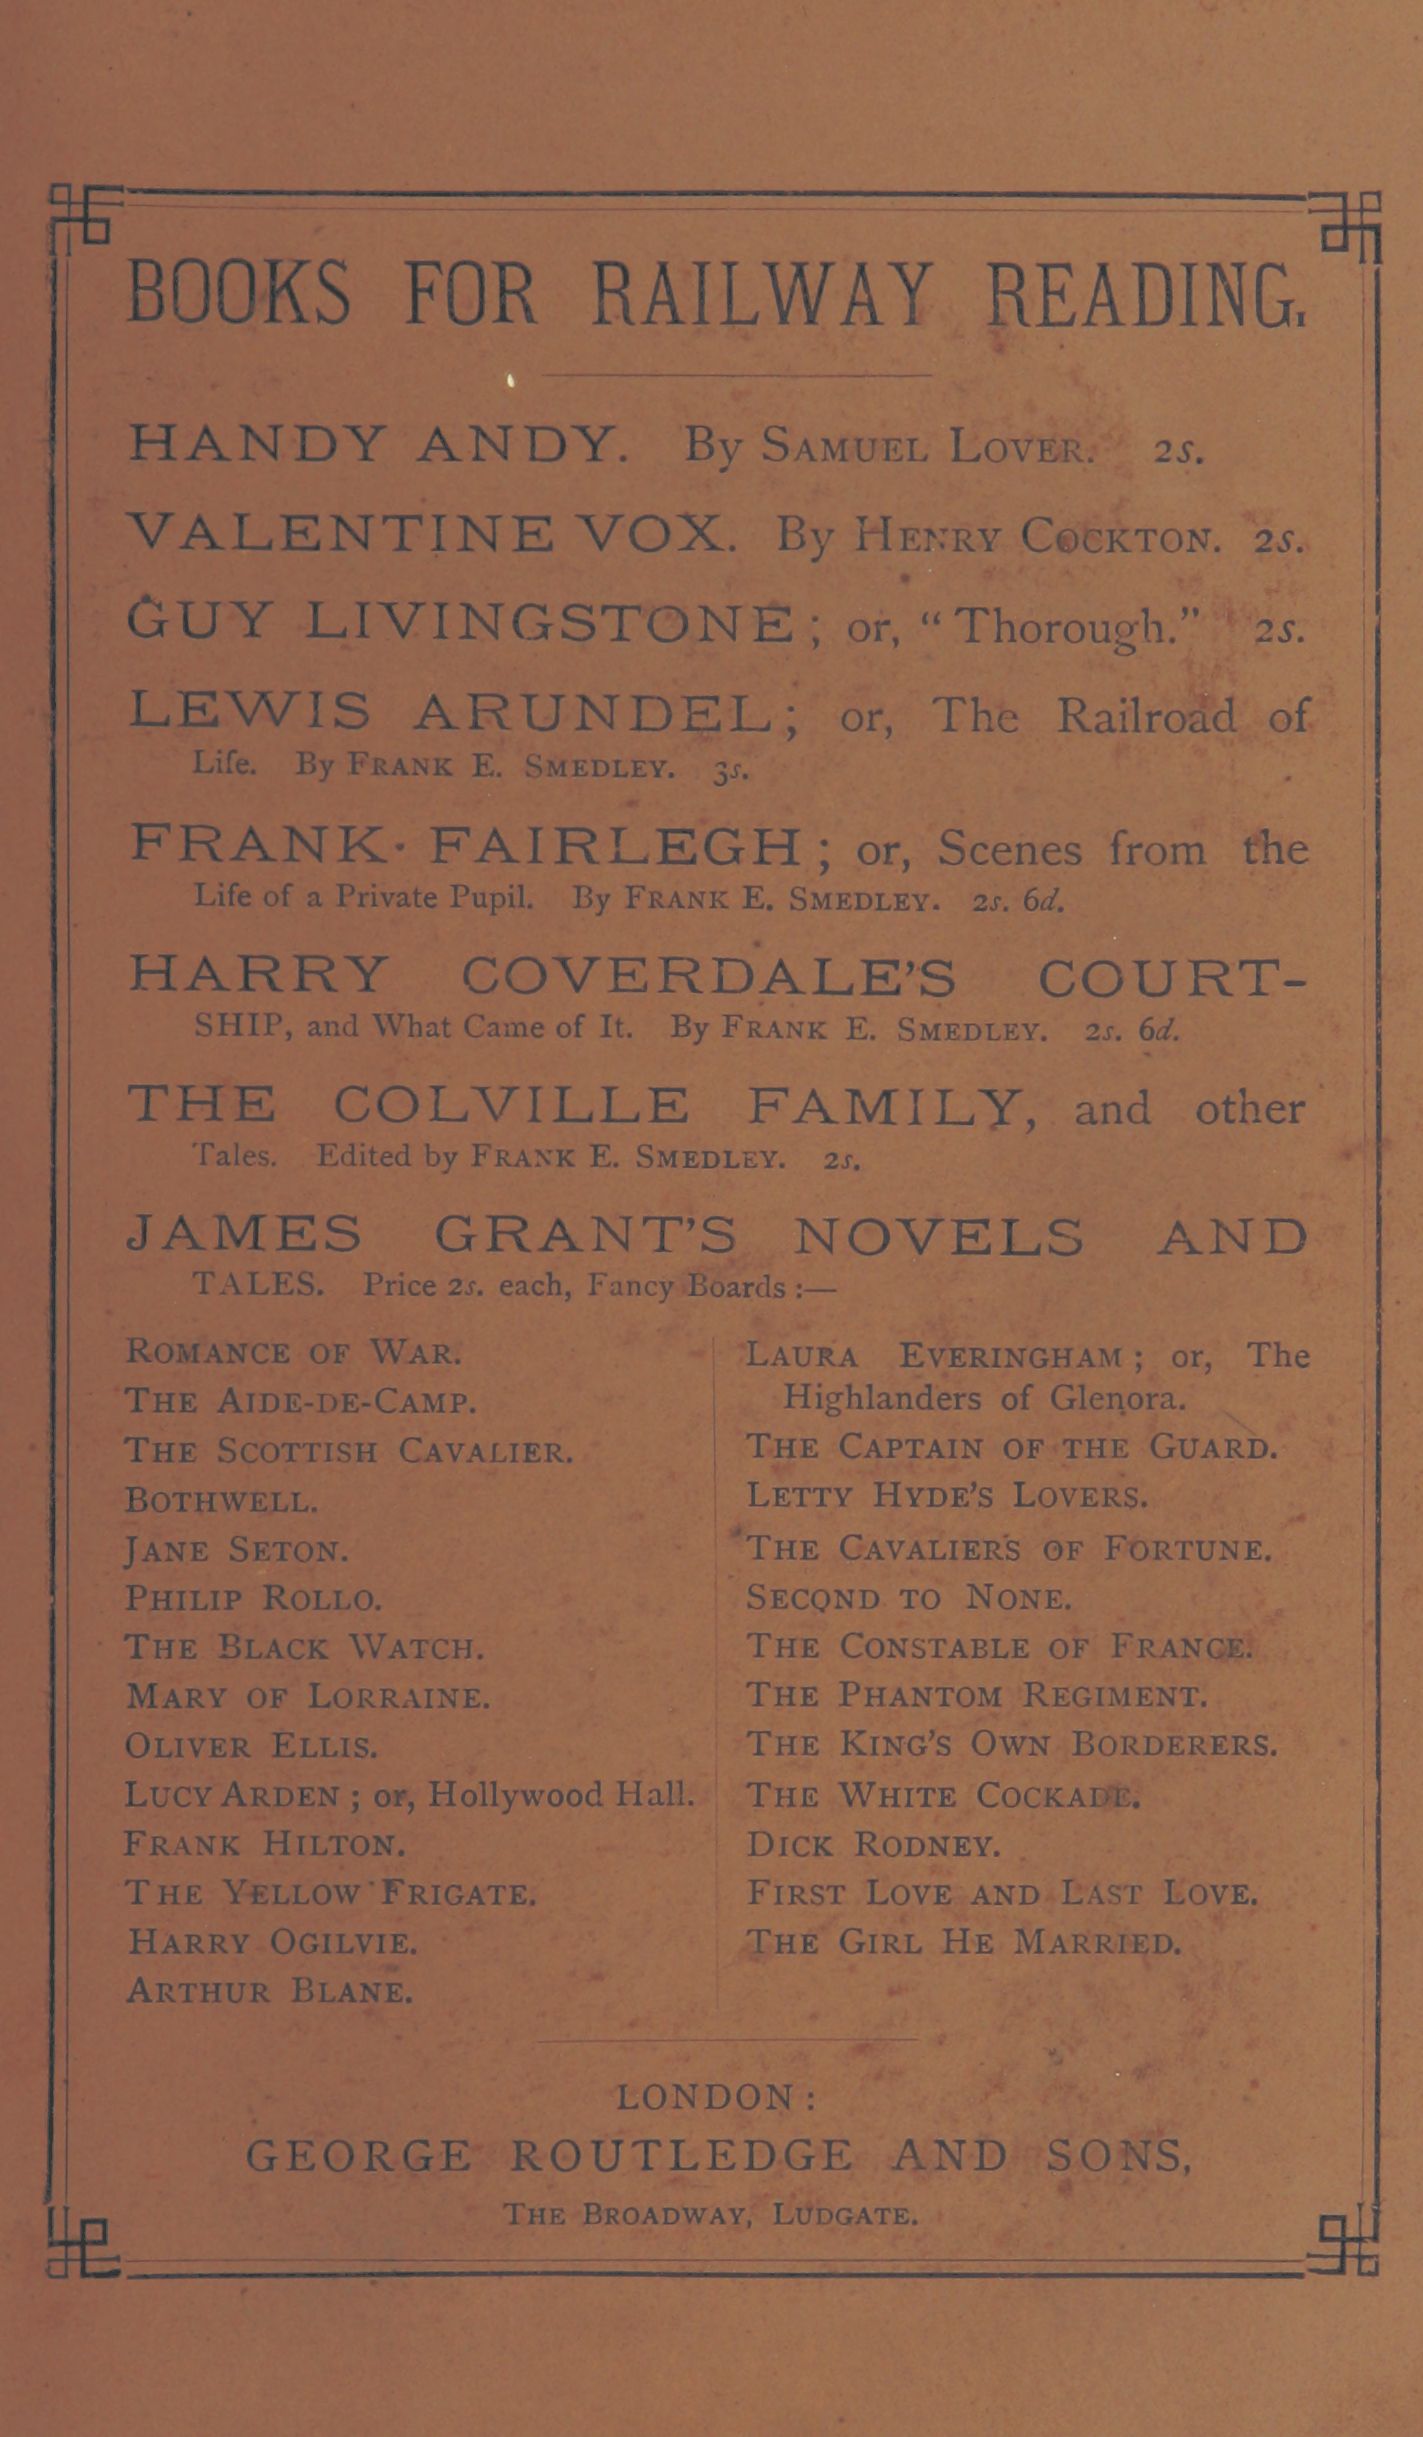 BOOKS FOR RAILWAY READING.
HANDY ANDY. By SAMUEL LOVER. 2s.
VALENTINE VOX. By HENRY COCKTON. 2s.
GUY LIVINGSTONE; or, "Thorough." 2s.
LEWIS ARUNDEL; or, The Railroad of
Life. By FRANK E. SMEDLEY. 3s.
FRANK FAIRLEGH; or, Scenes from the
Life of a Private Pupil. By FRANK E. SMEDLEY. 2s. 6d.
HARRY COVERDALE'S COURT-
SHIP, and What Came of It. By FRANK E. SMEDLEY. 2s. 6d.
THE COLVILLE FAMILY, and other
Tales. Edited by FRANK E. SMEDLEY. 2s.
JAMES GRANT'S NOVELS AND
TALES. Price 2s. each, Fancy Boards :—
ROMANCE OF WAR.
THE AIDE-DE-CAMP.
THE SCOTTISH CAVALIER.
BOTHWELL.
JANE SETON.
PHILIP ROLLO.
THE BLACK WATCH.
MARY OF LORRAINE.
OLIVER ELLIS.
LUCY ARDEN; or, Hollywood Hall.
FRANK HILTON.
THE YELLOW FRIGATE.
HARRY OGILVIE.
ARTHUR BLANE.
LAURA EVERINGHAM; or, The
Highlanders of Glenora.
THE CAPTAIN OF THE GUARD.
LETTY HYDE'S LOVERS.
THE CAVALIERS OF FORTUNE.
SECOND TO NONE.
THE CONSTABLE OF FRANCE.
THE PHANTOM REGIMENT.
THE KING'S OWN BORDERERS.
THE WHITE COCKADE.
DICK RODNEY.
FIRST LOVE AND LAST LOVE.
THE GIRL HE MARRIED.
LONDON:
GEORGE ROUTLEDGE AND SONS,
THE BROADWAY, LUDGATE.